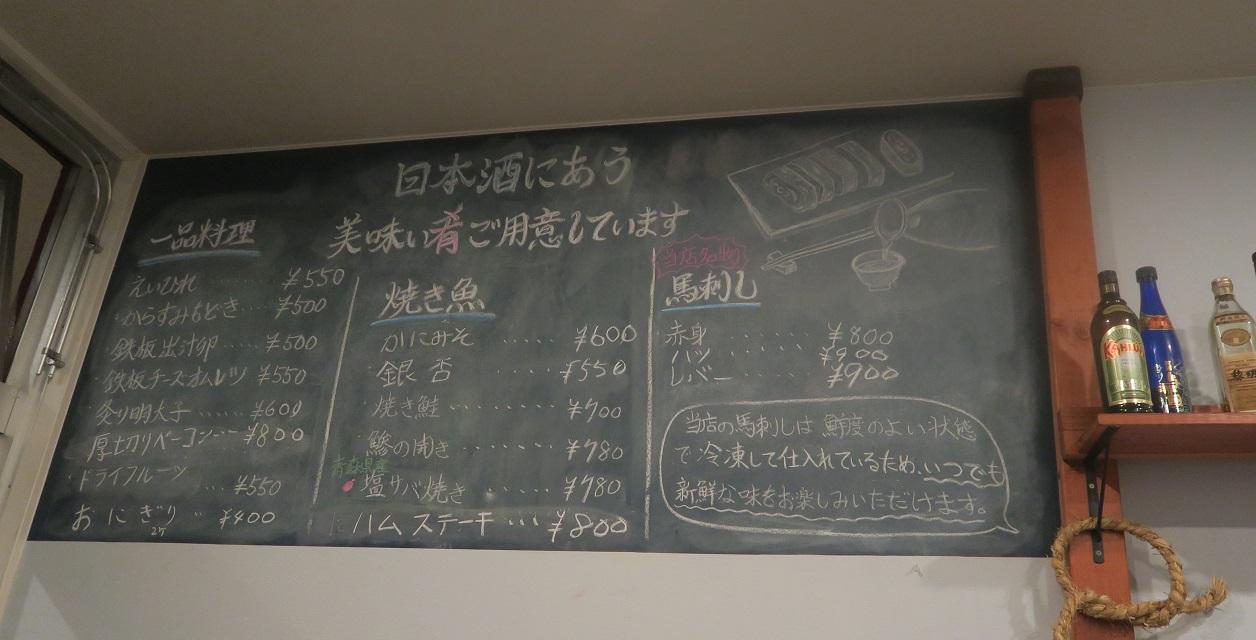 日本酒にあう
美味い肴ご用意しています
一品料理
えいひれ ...... ¥550
・からすみもどき ... ¥500
・鉄板出汁卵 ... ¥500
・鉄板チーズオムレツ ¥550
・炙り明太子 ...... ¥600
厚切りベーコン ... ¥800
・ドライフルーツ
... ¥550
おにぎり .. ¥400
2ケ
焼き魚
かにみそ ..... ¥600
・銀杏 ..... ¥550
・焼き鮭 ........ ¥700
・鯵の開き ...... ¥780
青森県産
・塩サバ焼き ...... ¥780
ハムステーキ ... ¥800
当店名物
馬刺し
赤身 ..... ¥800
ハツ ...... ¥900
レバー ..... ¥900
当店の馬刺しは鮮度のよい状態
で冷凍して仕入れているため、いつでも
新鮮な味をお楽しみいただけます。
KAHLÚA